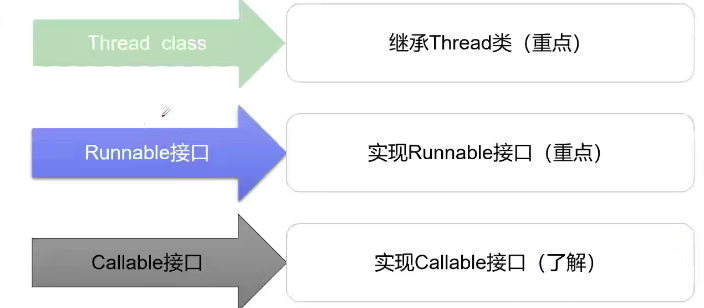 Thread class
继承Thread类（重点）
Runnable接口
实现Runnable接口（重点）
Callable接口
实现Callable接口（了解）